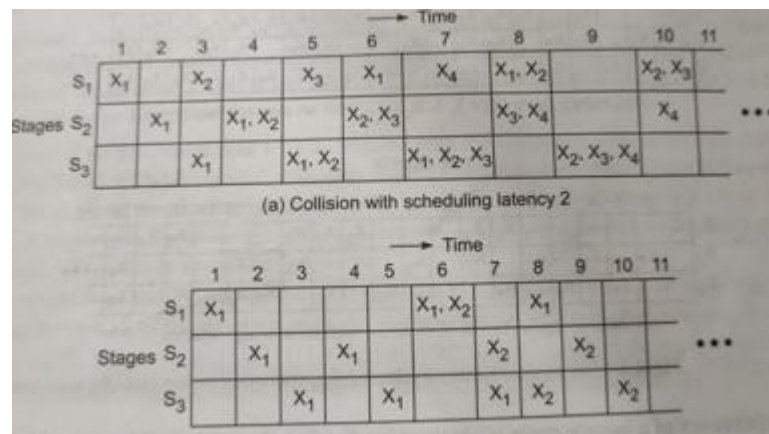 Time
1 2 3 4 5 6 7 8 9 10 11
S1 X1 X2 X3 X1 X4 X1, X2 X2, X3
Stages S2 X1 X1, X2 X2, X3 X3, X4 X4 •••
S3 X1 X1, X2 X1, X2, X3 X2, X3, X4
(a) Collision with scheduling latency 2
Time
1 2 3 4 5 6 7 8 9 10 11
S1 X1 X1, X2 X1
Stages S2 X1 X1 X2 X2 •••
S3 X1 X1 X1 X2 X2